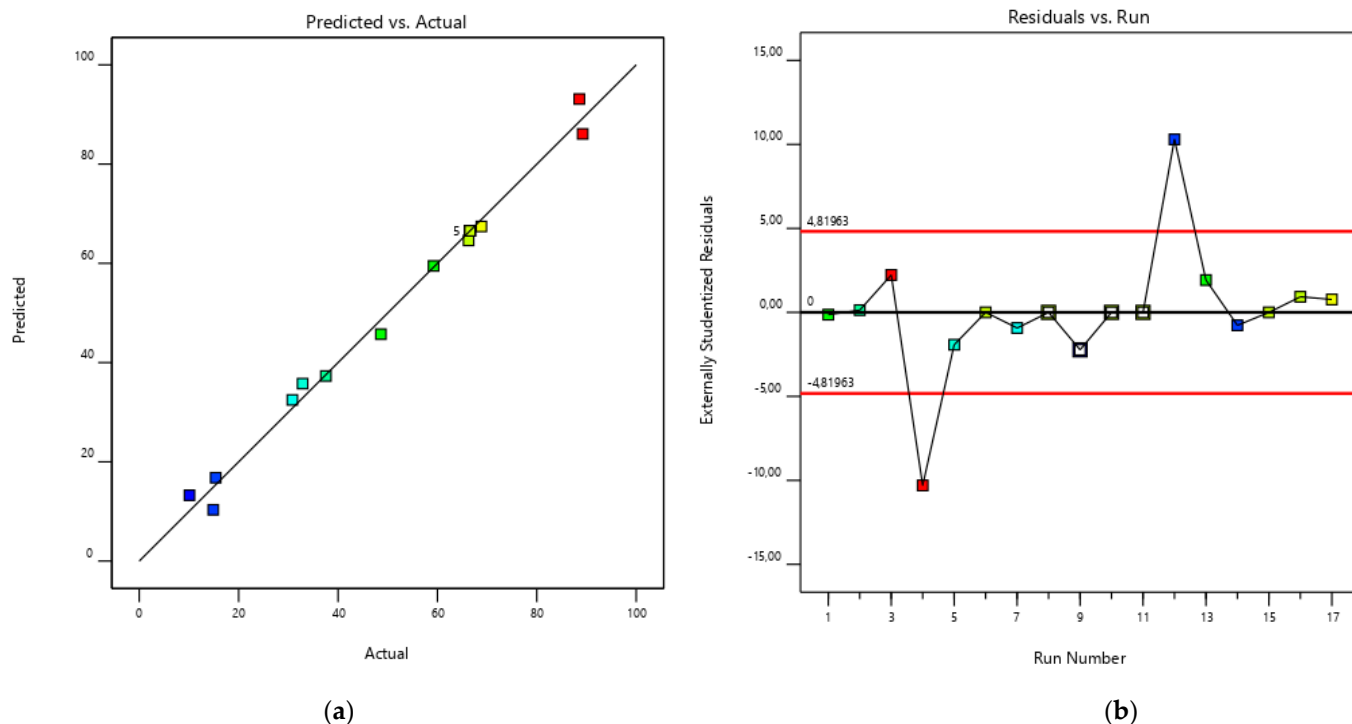 Predicted vs. Actual
100
80
60
40
20
0
5
0 20 40 60 80 100
Predicted
Actual
(a)
Residuals vs. Run
15,00
10,00
5,00
0,00
-5,00
-10,00
-15,00
4,81963
0
-4,81963
1 3 5 7 9 11 13 15 17
Externally Studentized Residuals
Run Number
(b)